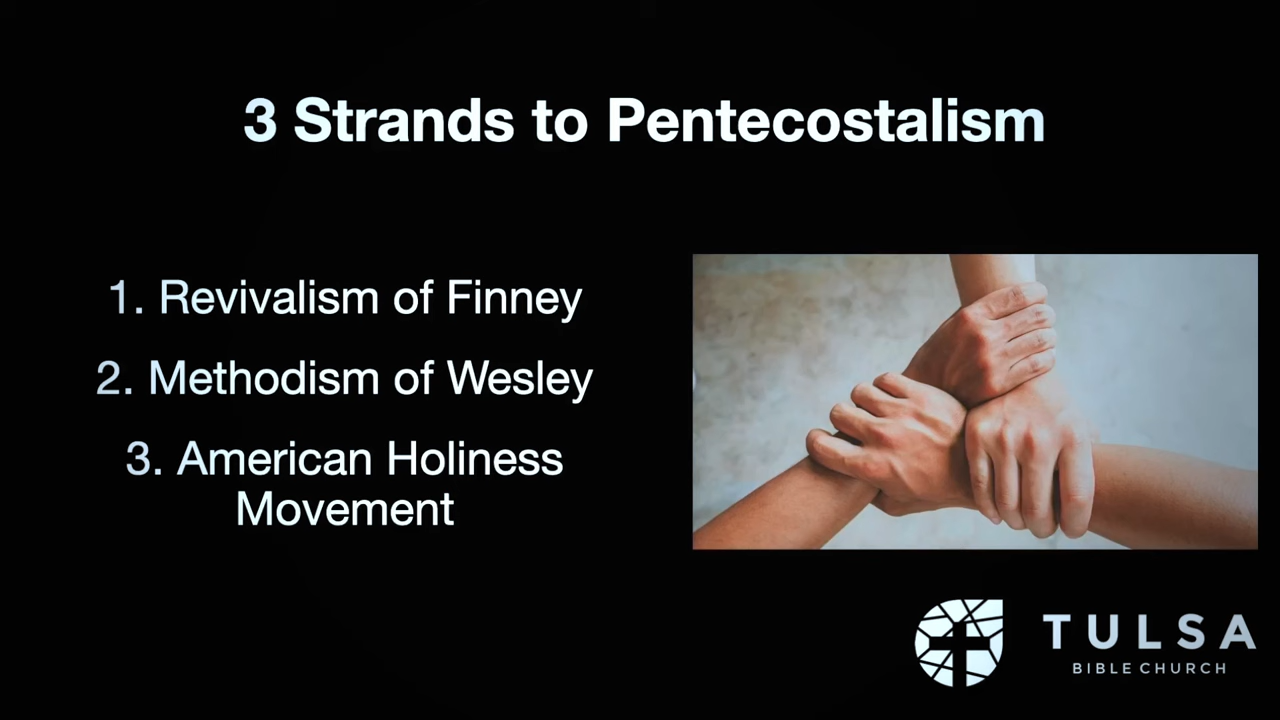 3 Strands to Pentecostalism
1. Revivalism of Finney
2. Methodism of Wesley
3. American Holiness
Movement
TULSA
BIBLE CHURCH